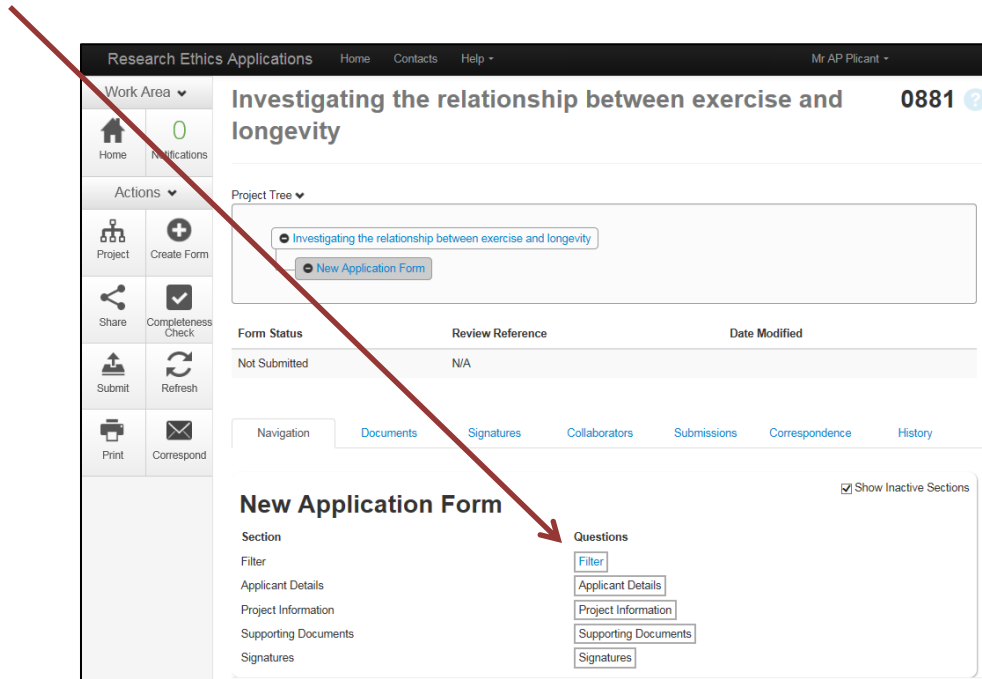 Research Ethics Applications Home Contacts Help Mr AP Plicant
Work Area
Home
0
Notifications
Actions
Project
Create Form
Share
Completeness
Check
Submit
Refresh
Print
Correspond
Investigating the relationship between exercise and
longevity
0881 ?
Project Tree
Investigating the relationship between exercise and longevity
New Application Form
Form Status Review Reference Date Modified
Not Submitted N/A
Navigation Documents Signatures Collaborators Submissions Correspondence History
Show Inactive Sections
New Application Form
Section Questions
Filter Filter
Applicant Details Applicant Details
Project Information Project Information
Supporting Documents Supporting Documents
Signatures Signatures